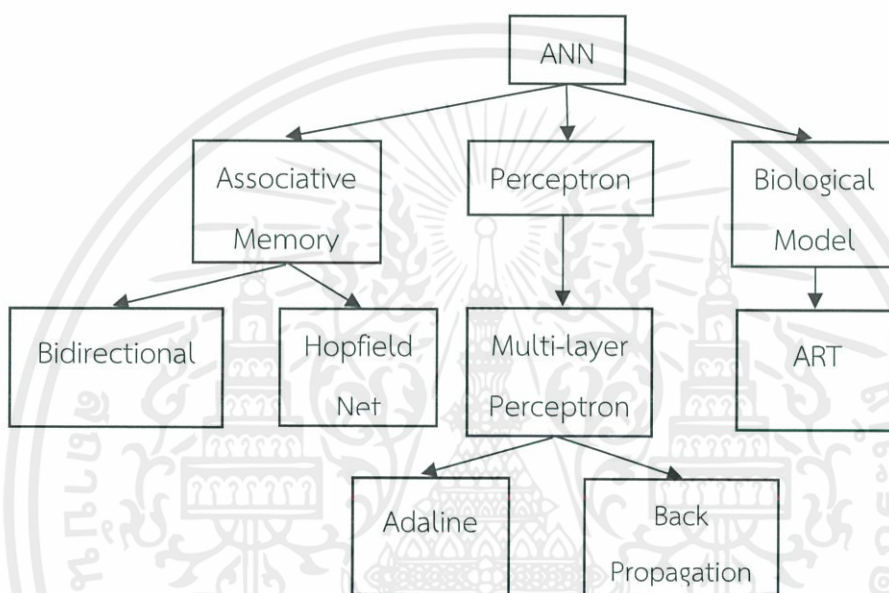 ANN
Associative
Memory
Perceptron
Biological
Model
Bidirectional
Hopfield
Net
Multi-layer
Perceptron
ART
Adaline
Back
Propagation